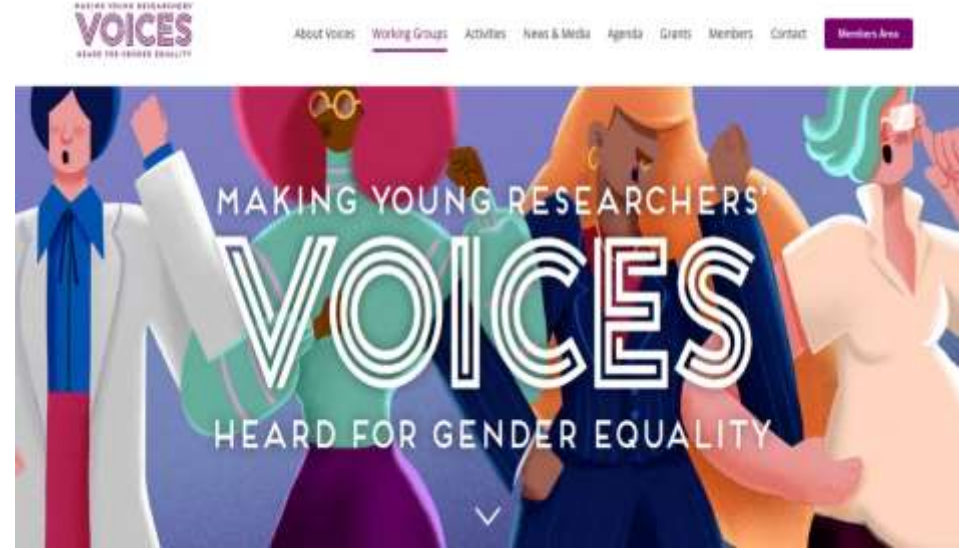 MAKING YOUNG RESEARCHERS'
VOICES
HEARD FOR GENDER EQUALITY
About Voices Working Groups Activities News & Media Agenda Grants Members Contact Members Area
MAKING YOUNG RESEARCHERS'
VOICES
HEARD FOR GENDER EQUALITY